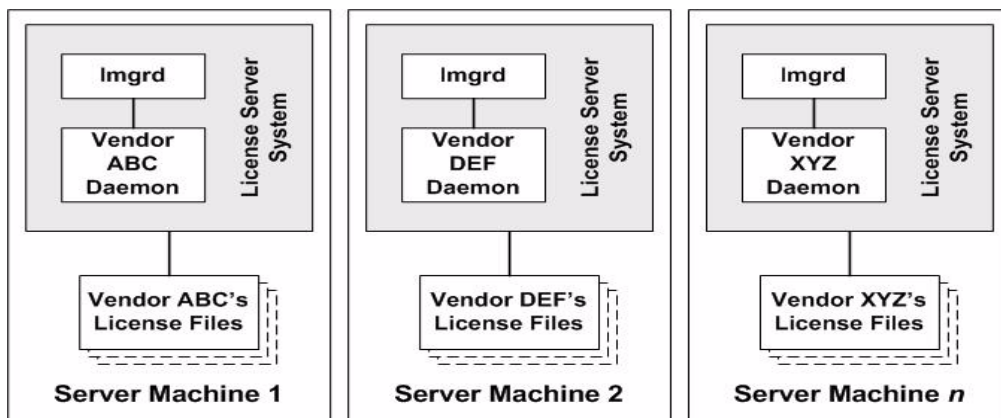 lmgrd
Vendor
ABC
Daemon
License Server
System
Vendor ABC's
License Files
Server Machine 1
lmgrd
Vendor
DEF
Daemon
License Server
System
Vendor DEF's
License Files
Server Machine 2
lmgrd
Vendor
XYZ
Daemon
License Server
System
Vendor XYZ's
License Files
Server Machine n